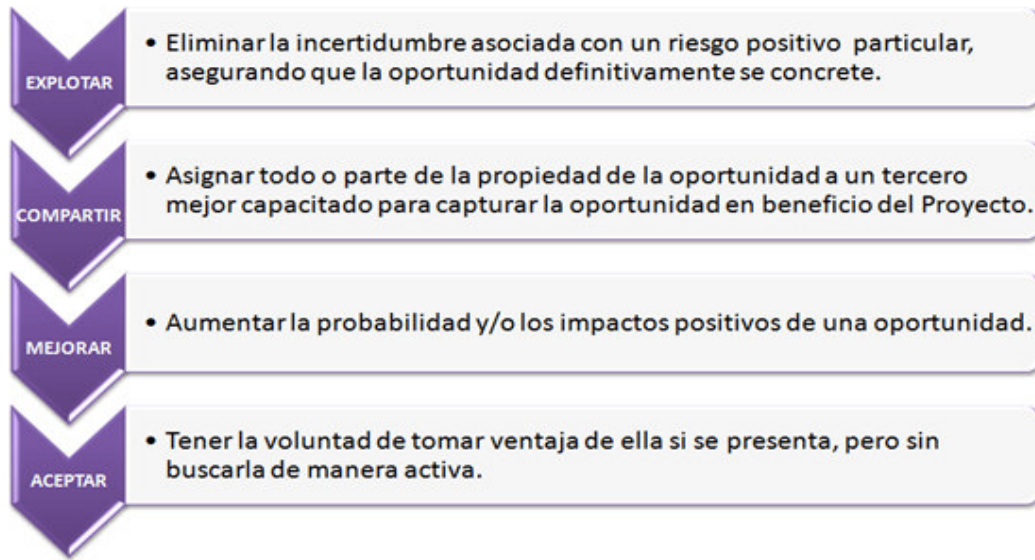 EXPLOTAR
• Eliminar la incertidumbre asociada con un riesgo positivo particular,
asegurando que la oportunidad definitivamente se concrete.
COMPARTIR
• Asignar todo o parte de la propiedad de la oportunidad a un tercero
mejor capacitado para capturar la oportunidad en beneficio del Proyecto.
MEJORAR
• Aumentar la probabilidad y/o los impactos positivos de una oportunidad.
ACEPTAR
• Tener la voluntad de tomar ventaja de ella si se presenta, pero sin
buscarla de manera activa.